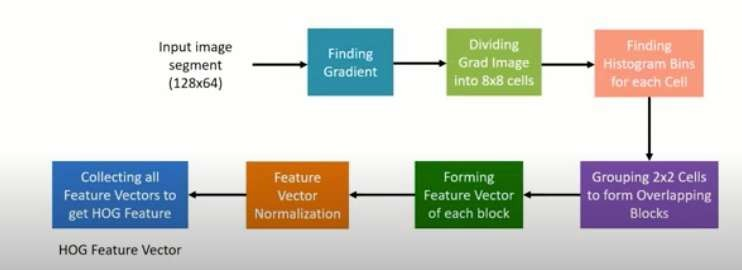 Input image
segment
(128x64)
Finding
Gradient
Dividing
Grad Image
into 8x8 cells
Finding
Histogram Bins
for each Cell
Grouping 2x2 Cells
to form Overlapping
Blocks
Forming
Feature Vector
of each block
Feature
Vector
Normalization
Collecting all
Feature Vectors to
get HOG Feature
HOG Feature Vector